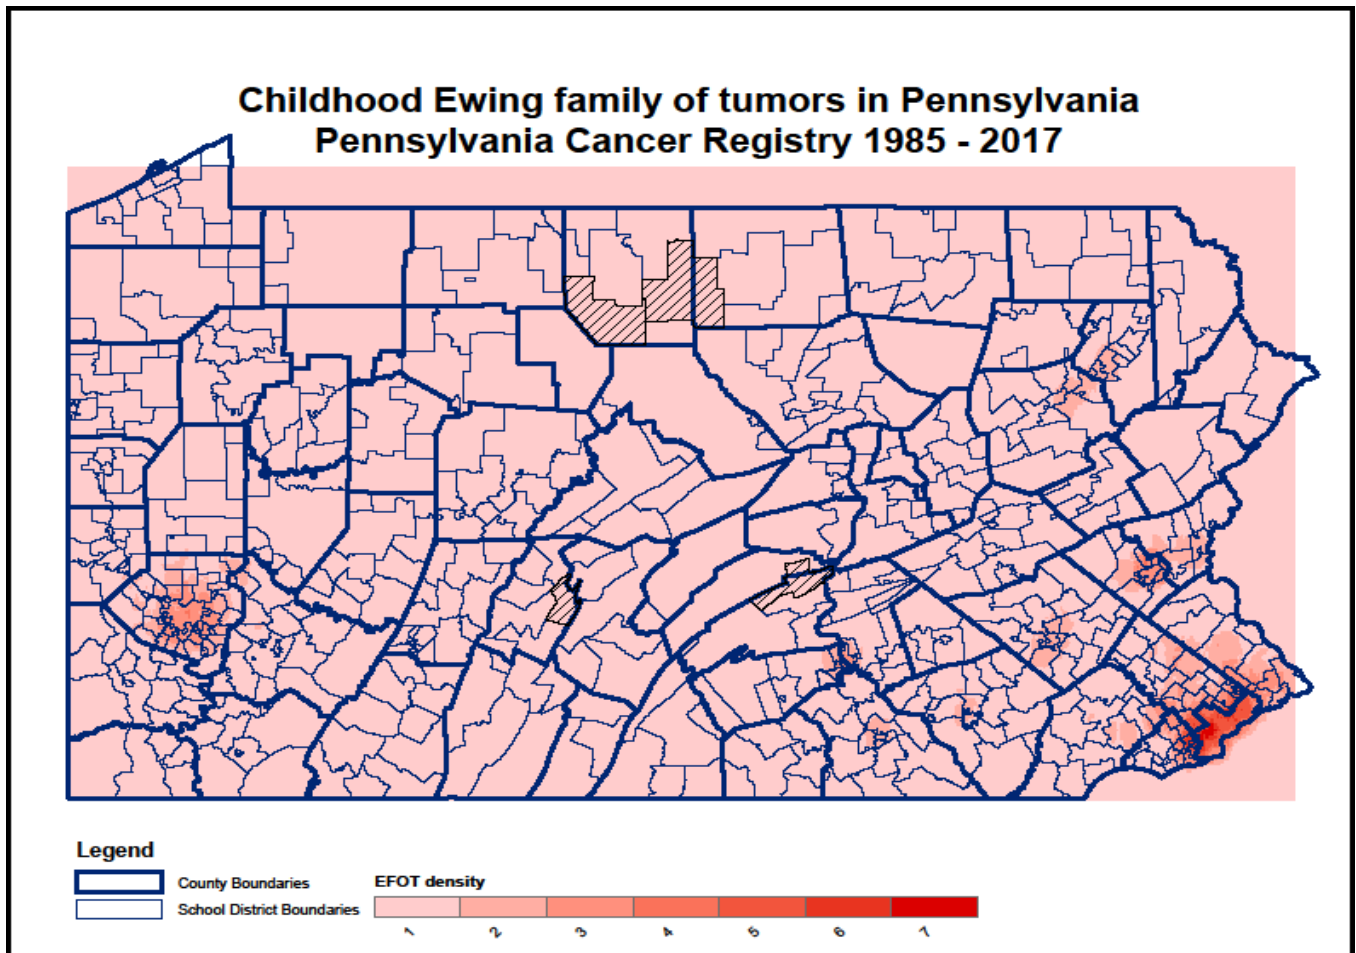 Childhood Ewing family of tumors in Pennsylvania
Pennsylvania Cancer Registry 1985 - 2017
Legend
County Boundaries
School District Boundaries
EFOT density
1 2 3 4 5 6 7